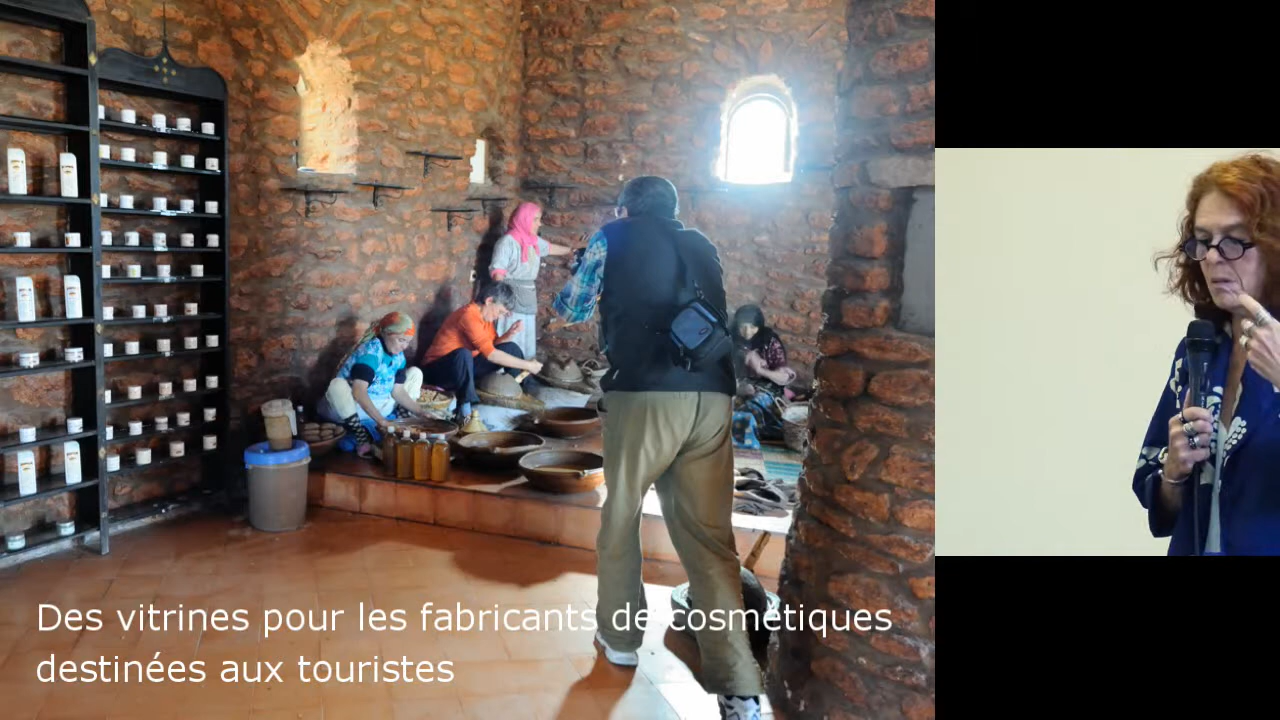 Des vitrines pour les fabricants de cosmétiques
destinées aux touristes